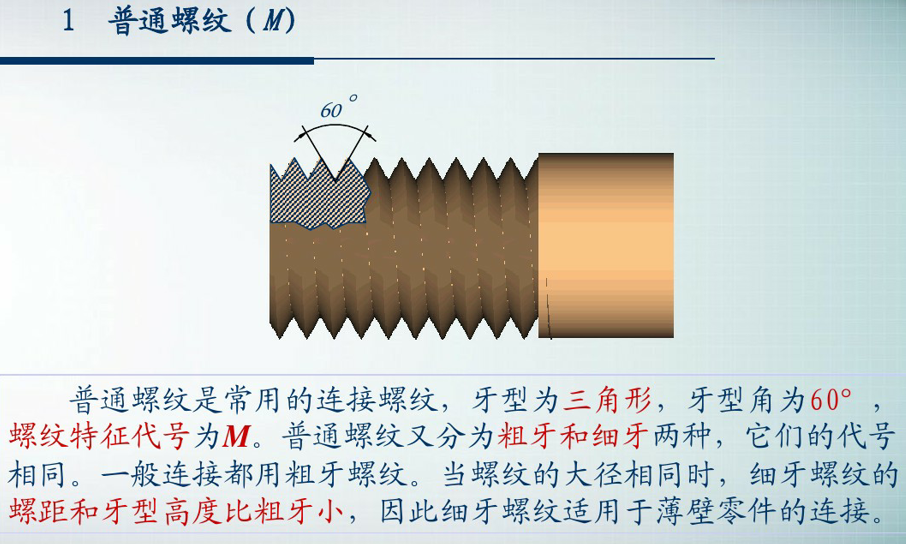 1 普通螺纹（M）
60°
普通螺纹是常用的连接螺纹，牙型为三角形，牙型角为60°，
螺纹特征代号为M。普通螺纹又分为粗牙和细牙两种，它们的代号
相同。一般连接都用粗牙螺纹。当螺纹的大径相同时，细牙螺纹的
螺距和牙型高度比粗牙小，因此细牙螺纹适用于薄壁零件的连接。